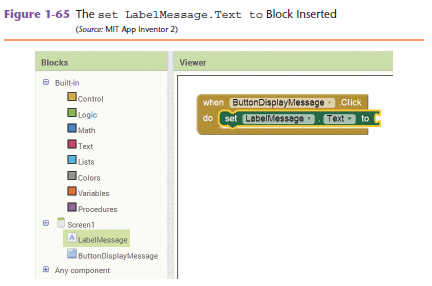 Figure 1-65 The set LabelMessage.Text to Block Inserted
(Source: MIT App Inventor 2)
Blocks
Viewer
Built-in
Control
Logic
Math
Text
Lists
Colors
Variables
Procedures
Screen1
A LabelMessage
ButtonDisplayMessage
Any component
when ButtonDisplayMessage .Click
do set LabelMessage . Text to